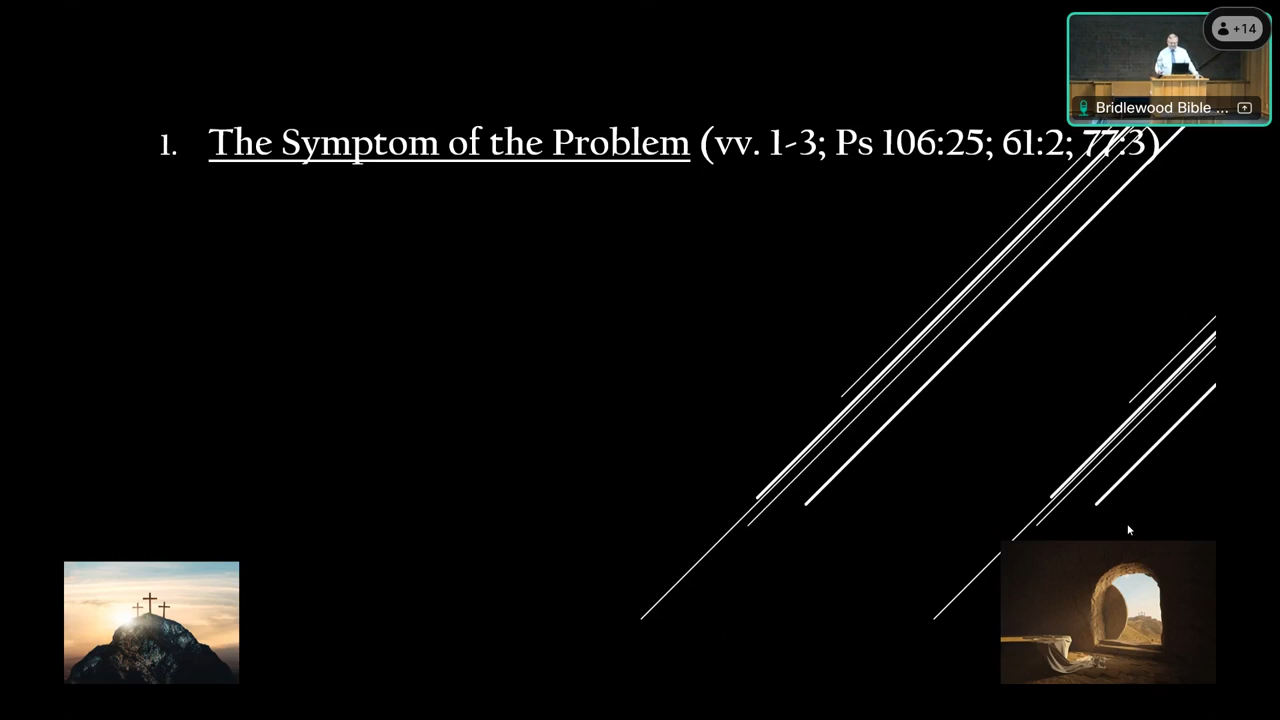 +14
Bridlewood Bible ...
1. The Symptom of the Problem (vv. 1-3; Ps 106:25; 61:2; 77:3)